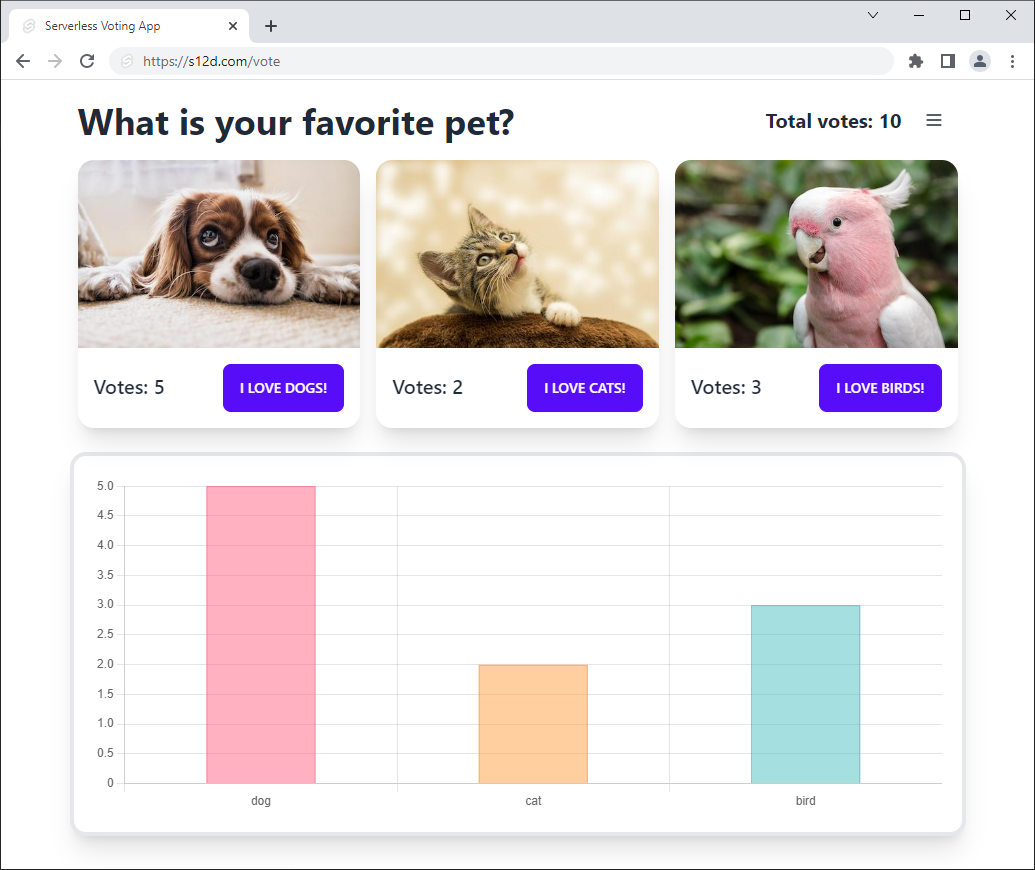 Serverless Voting App
https://s12d.com/vote
What is your favorite pet?
Total votes: 10
Votes: 5
I LOVE DOGS!
Votes: 2
I LOVE CATS!
Votes: 3
I LOVE BIRDS!
5.0
4.5
4.0
3.5
3.0
2.5
2.0
1.5
1.0
0.5
0
dog
cat
bird